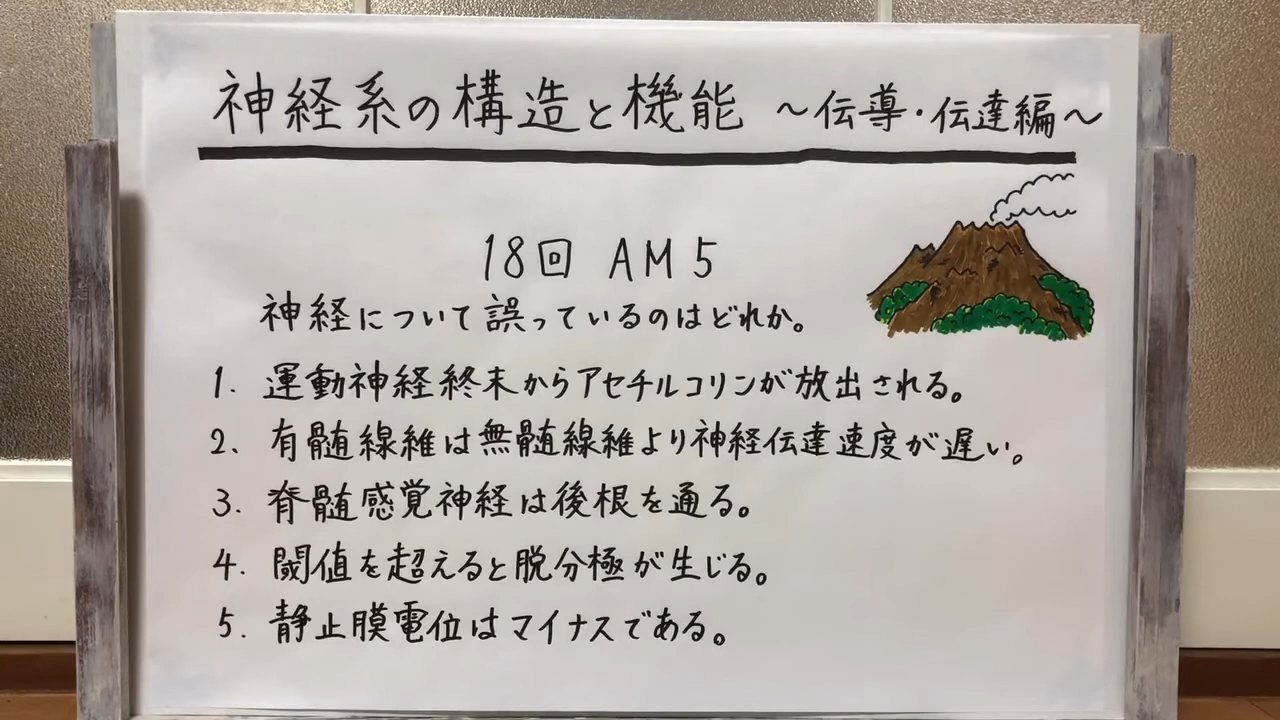 神経系の構造と機能 ～伝導・伝達編～
18回 AM5
神経について誤っているのはどれか。
1. 運動神経終末からアセチルコリンが放出される。
2. 有髄線維は無髄線維より神経伝達速度が遅い。
3. 脊髄感覚神経は後根を通る。
4. 閾値を超えると脱分極が生じる。
5. 静止膜電位はマイナスである。